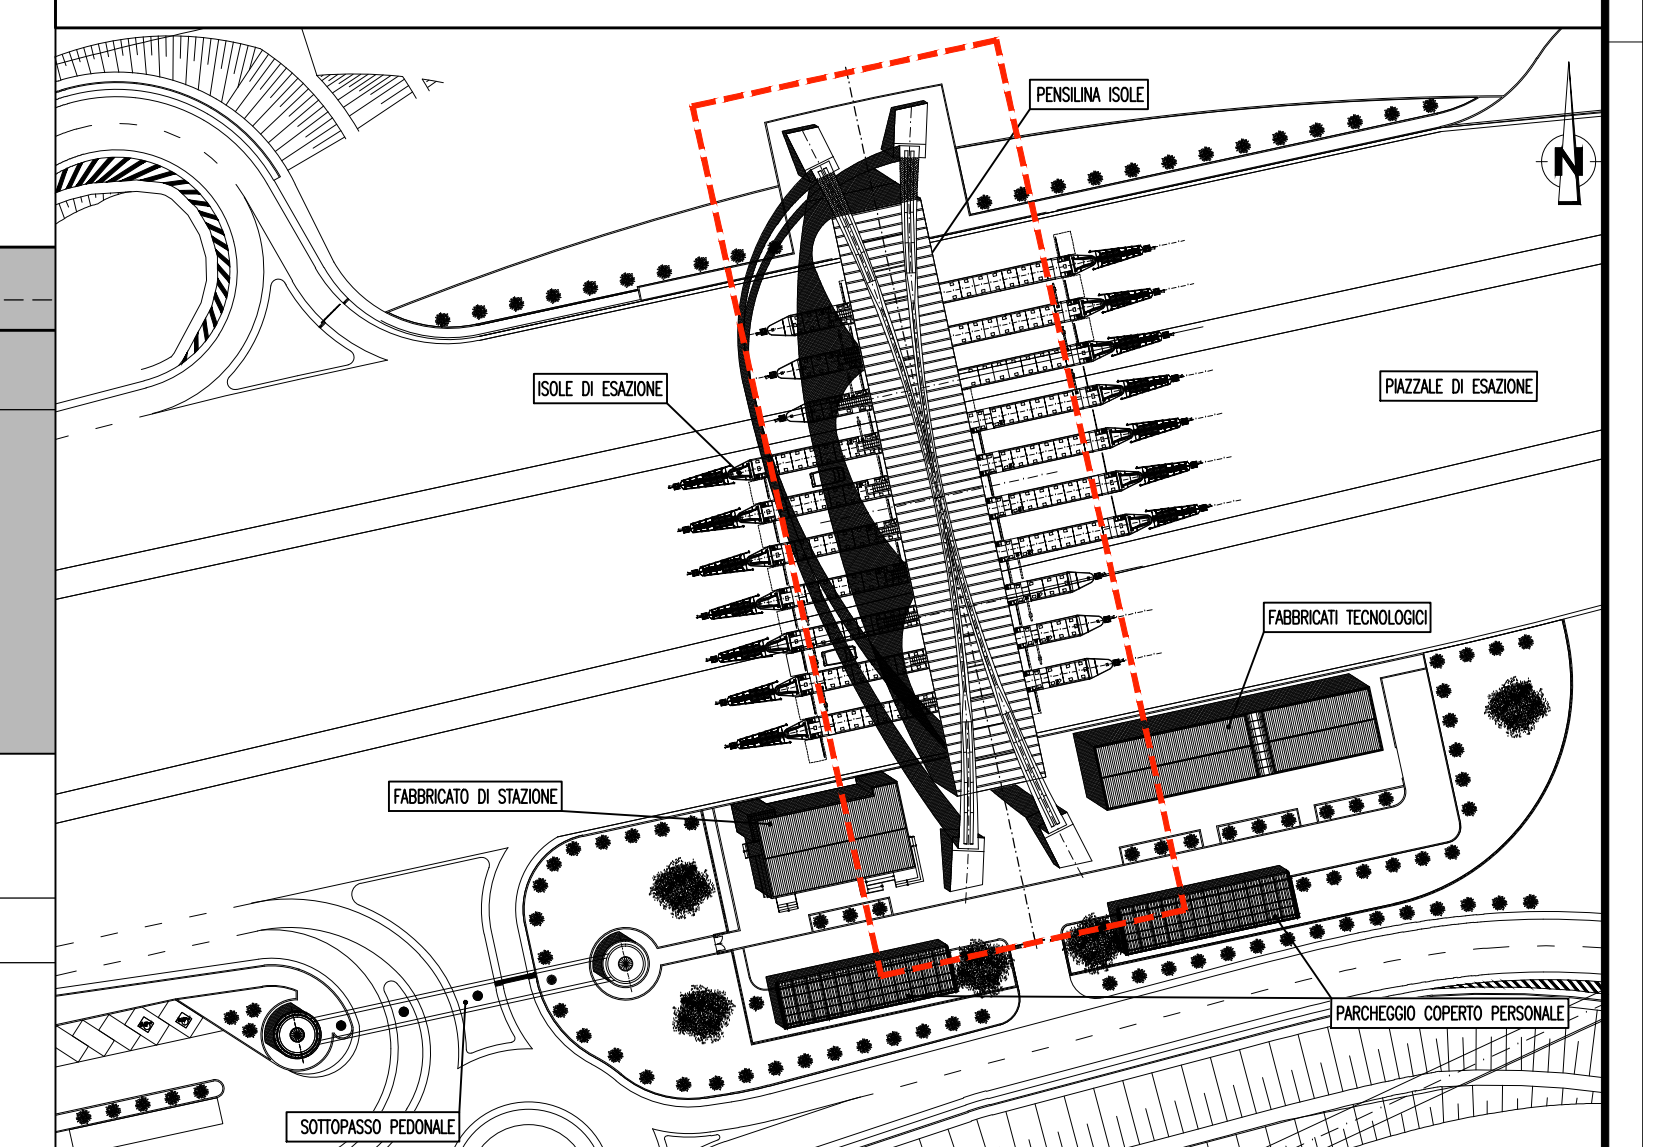 PENSILINA ISOLE
N
ISOLE DI ESAZIONE
PIAZZALE DI ESAZIONE
FABBRICATI TECNOLOGICI
FABBRICATO DI STAZIONE
PARCHEGGIO COPERTO PERSONALE
SOTTOPASSO PEDONALE